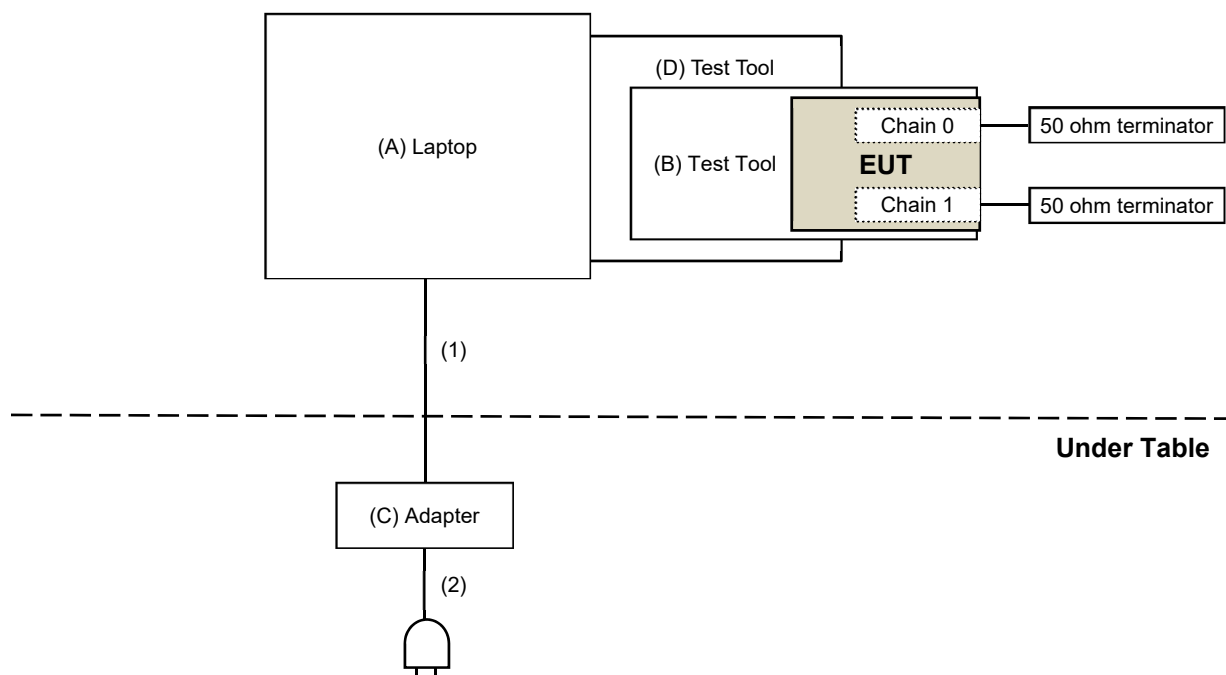 (D) Test Tool
Chain 0
50 ohm terminator
(A) Laptop
(B) Test Tool
EUT
Chain 1
50 ohm terminator
(1)
Under Table
(C) Adapter
(2)